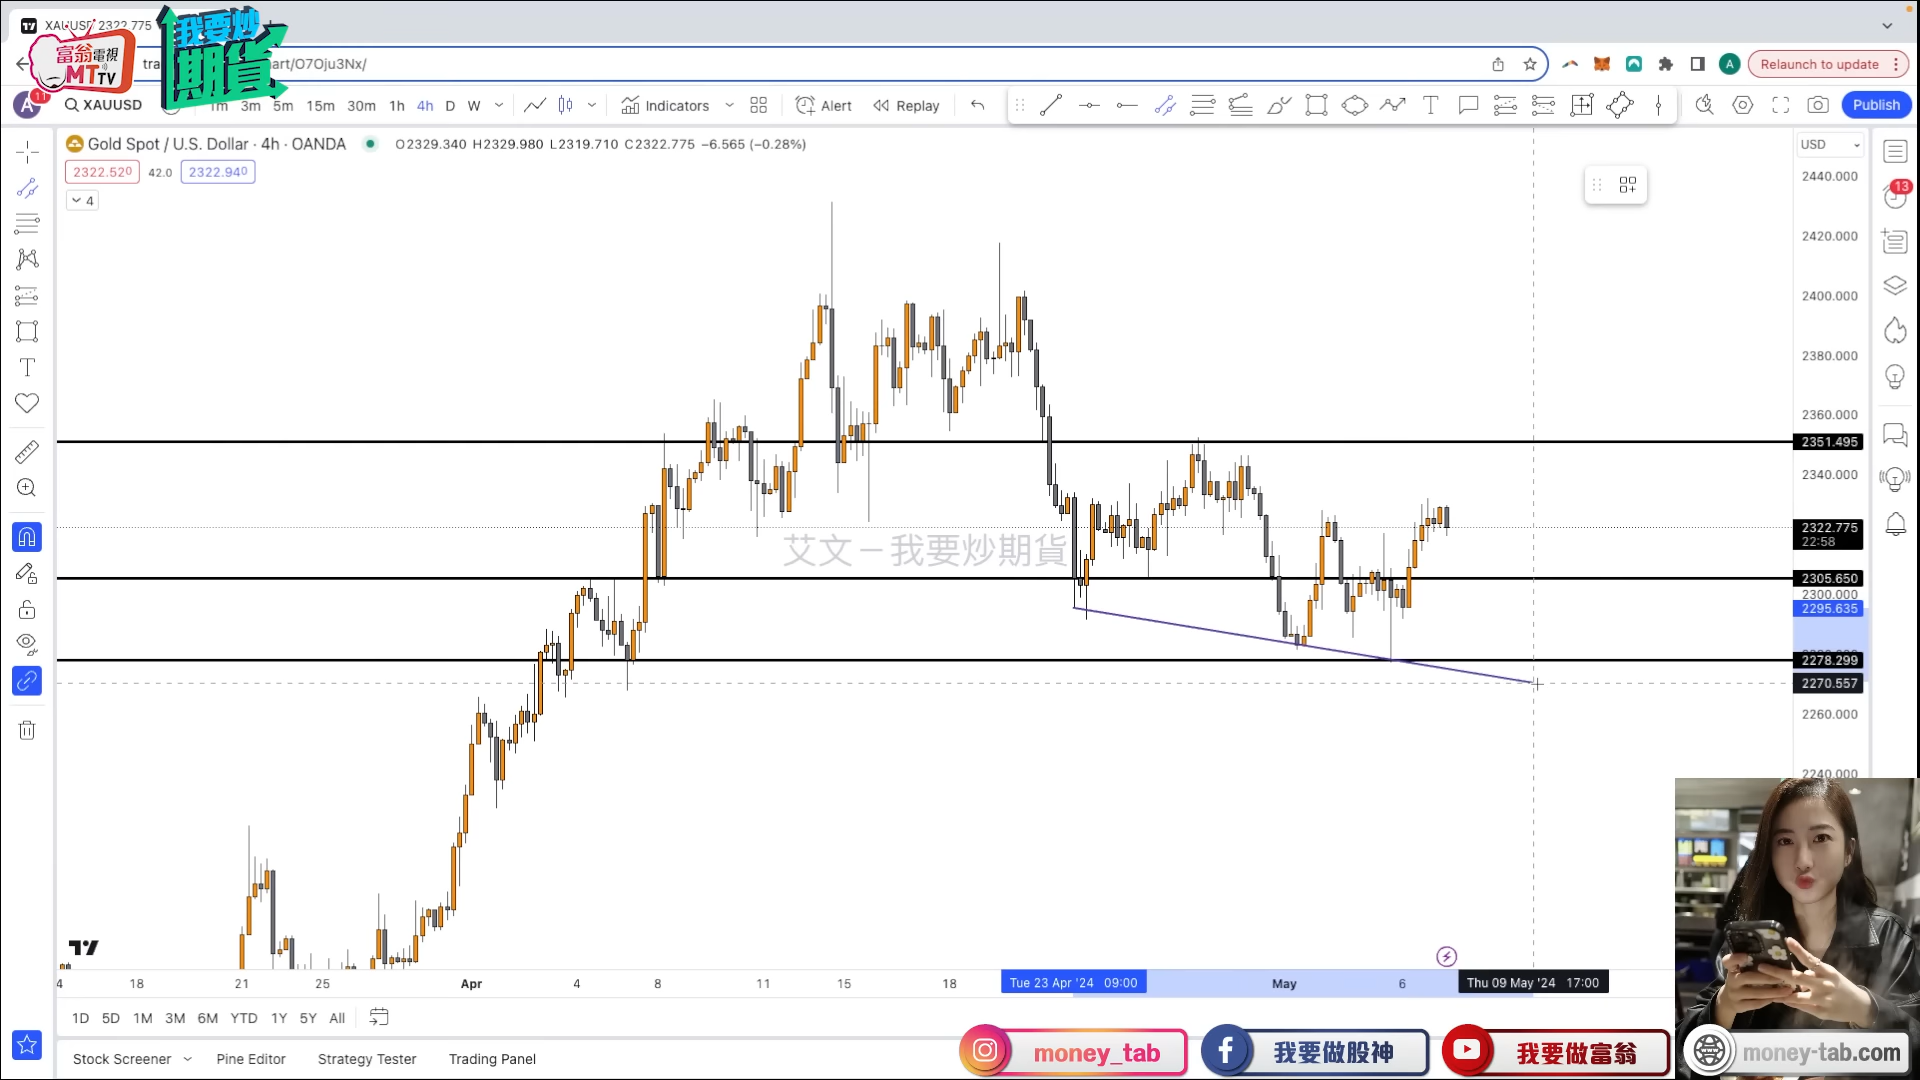 XAUUSD 2322.775
富翁電視
MTTV
我要炒
期貨
tra
art/O7Oju3Nx/
Relaunch to update
A
11
XAUUSD
1m 3m 5m 15m 30m 1h 4h D W
Indicators
Alert
Replay
Publish
Gold Spot / U.S. Dollar · 4h · OANDA
O2329.340 H2329.980 L2319.710 C2322.775 −6.565 (−0.28%)
2322.520 42.0 2322.940
4
USD
13
2440.000
2420.000
2400.000
2380.000
2360.000
2351.495
2340.000
2322.775
22:58
2305.650
2300.000
2295.635
2278.299
2270.557
2260.000
2240.000
艾文－我要炒期貨
4 18 21 25 Apr 4 8 11 15 18 Tue 23 Apr '24 09:00 May 6 Thu 09 May '24 17:00
1D 5D 1M 3M 6M YTD 1Y 5Y All
Stock Screener Pine Editor Strategy Tester Trading Panel
money_tab
我要做股神
我要做富翁
money-tab.com